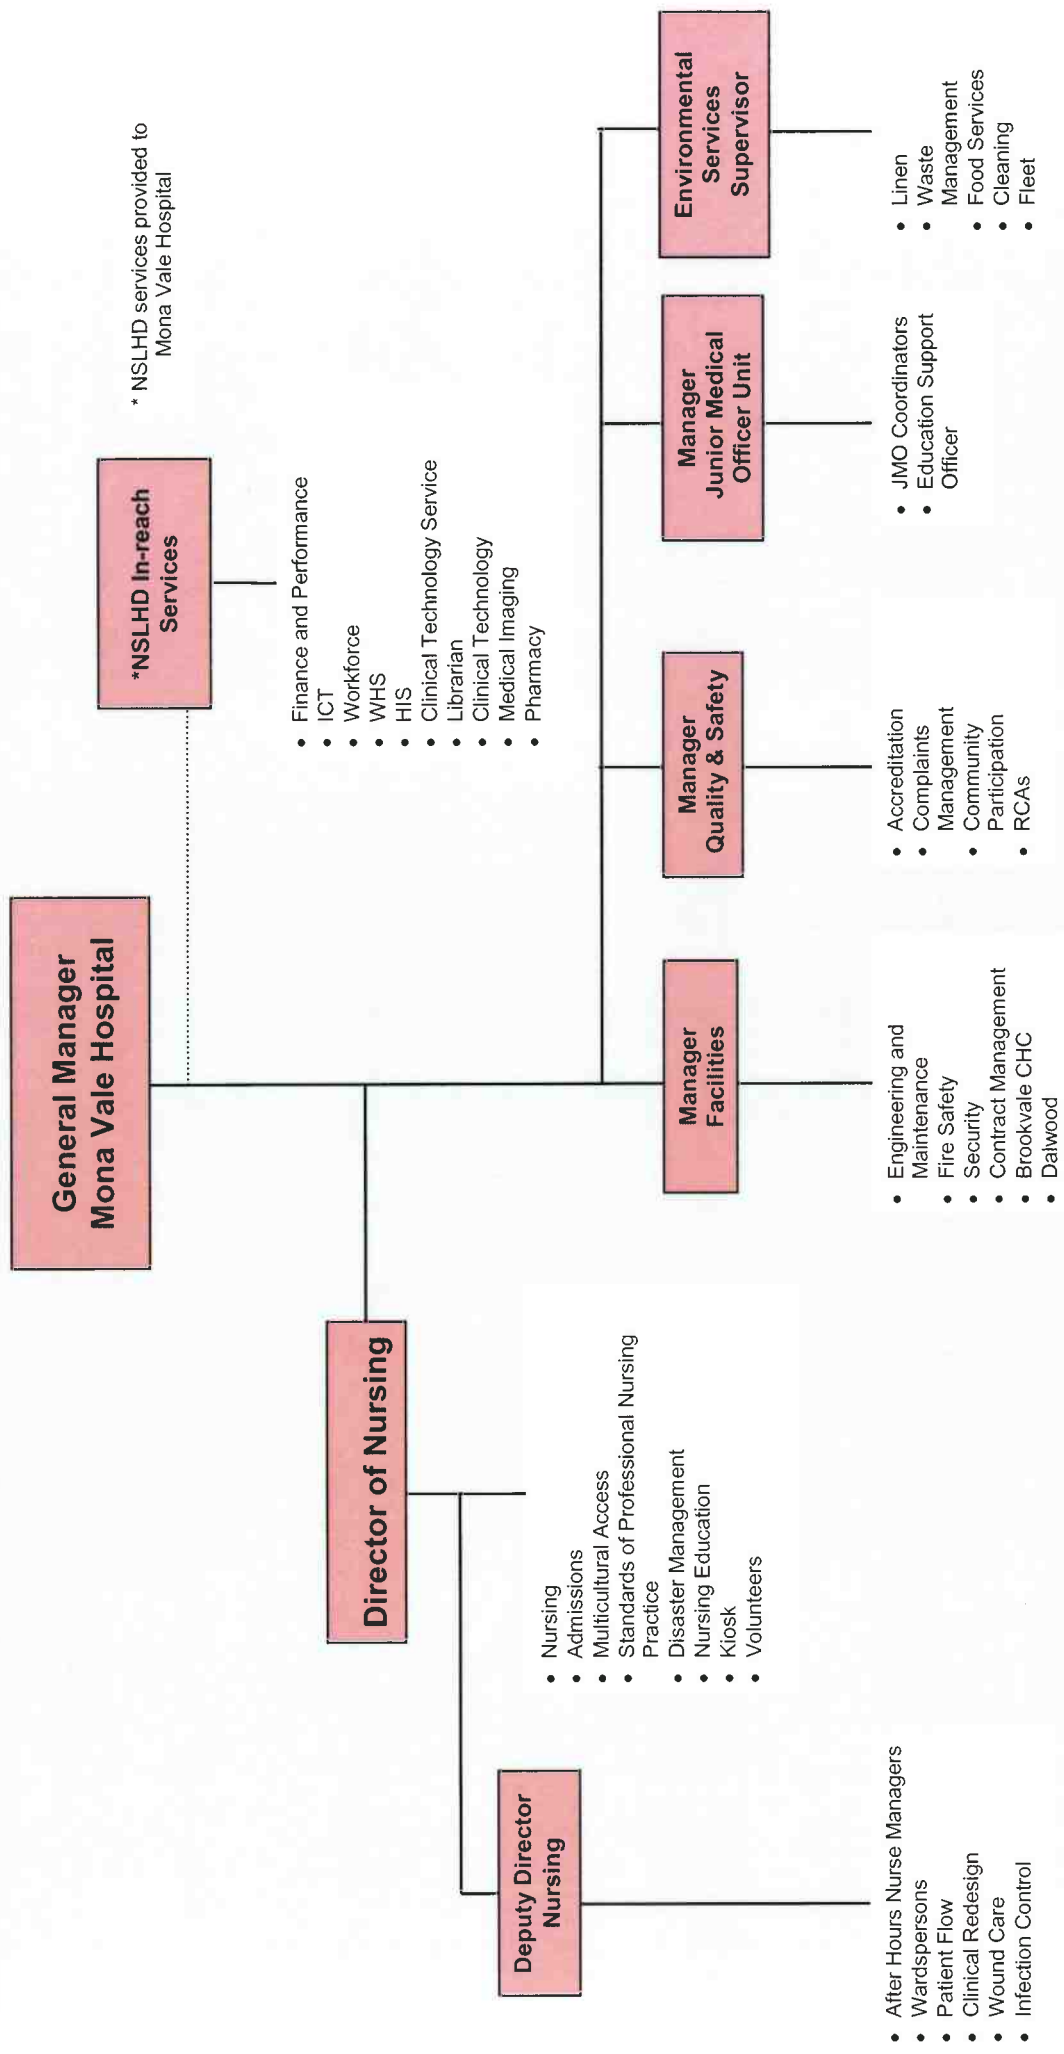 General Manager
Mona Vale Hospital
*NSLHD In-reach
Services
* NSLHD services provided to
Mona Vale Hospital
• Finance and Performance
• ICT
• Workforce
• WHS
• HIS
• Clinical Technology Service
• Librarian
• Clinical Technology
• Medical Imaging
• Pharmacy
Director of Nursing
• Nursing
• Admissions
• Multicultural Access
• Standards of Professional Nursing
Practice
• Disaster Management
• Nursing Education
• Kiosk
• Volunteers
Deputy Director
Nursing
• After Hours Nurse Managers
• Wardspersons
• Patient Flow
• Clinical Redesign
• Wound Care
• Infection Control
Manager
Facilities
• Engineering and
Maintenance
• Fire Safety
• Security
• Contract Management
• Brookvale CHC
• Dalwood
Manager
Quality & Safety
• Accreditation
• Complaints
Management
• Community
Participation
• RCAs
Manager
Junior Medical
Officer Unit
• JMO Coordinators
• Education Support
Officer
Environmental
Services
Supervisor
• Linen
• Waste
Management
• Food Services
• Cleaning
• Fleet